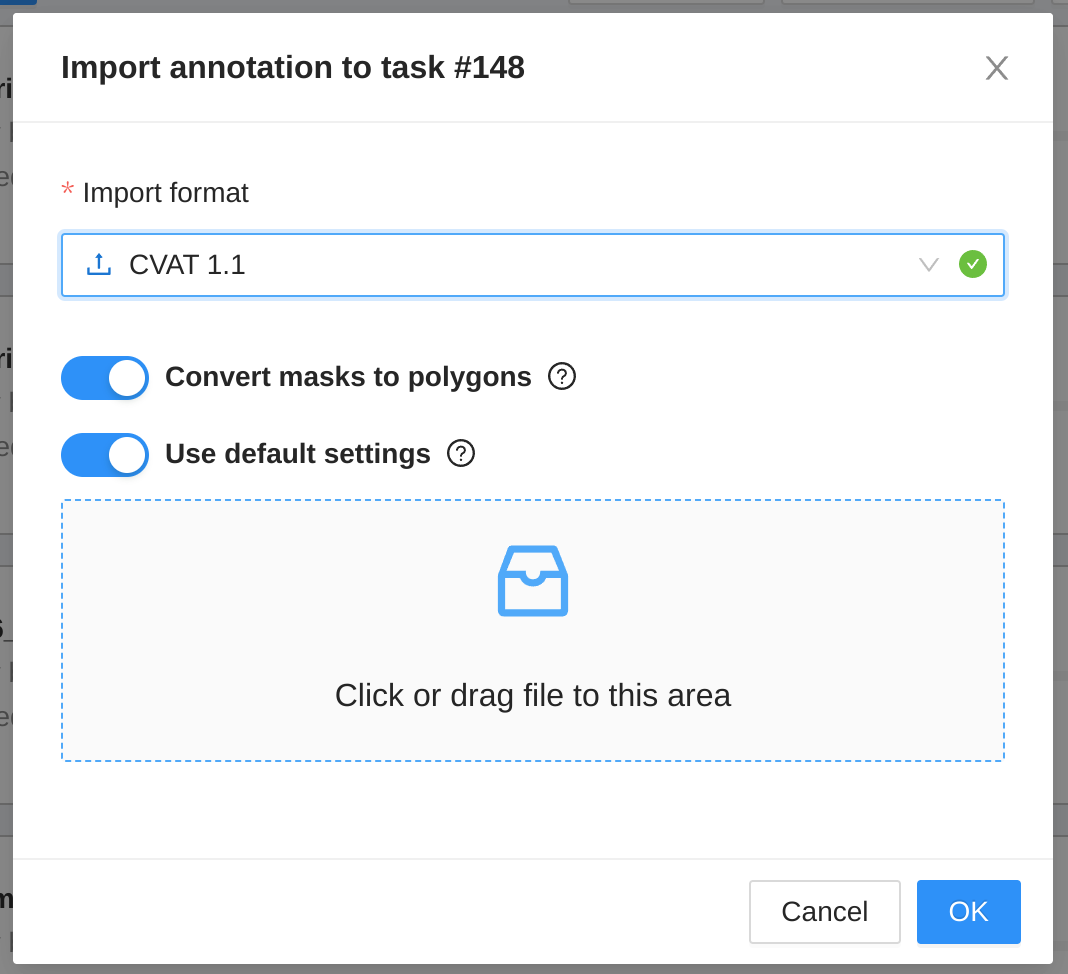 Import annotation to task #148
* Import format
CVAT 1.1
Convert masks to polygons
Use default settings
Click or drag file to this area
Cancel
OK